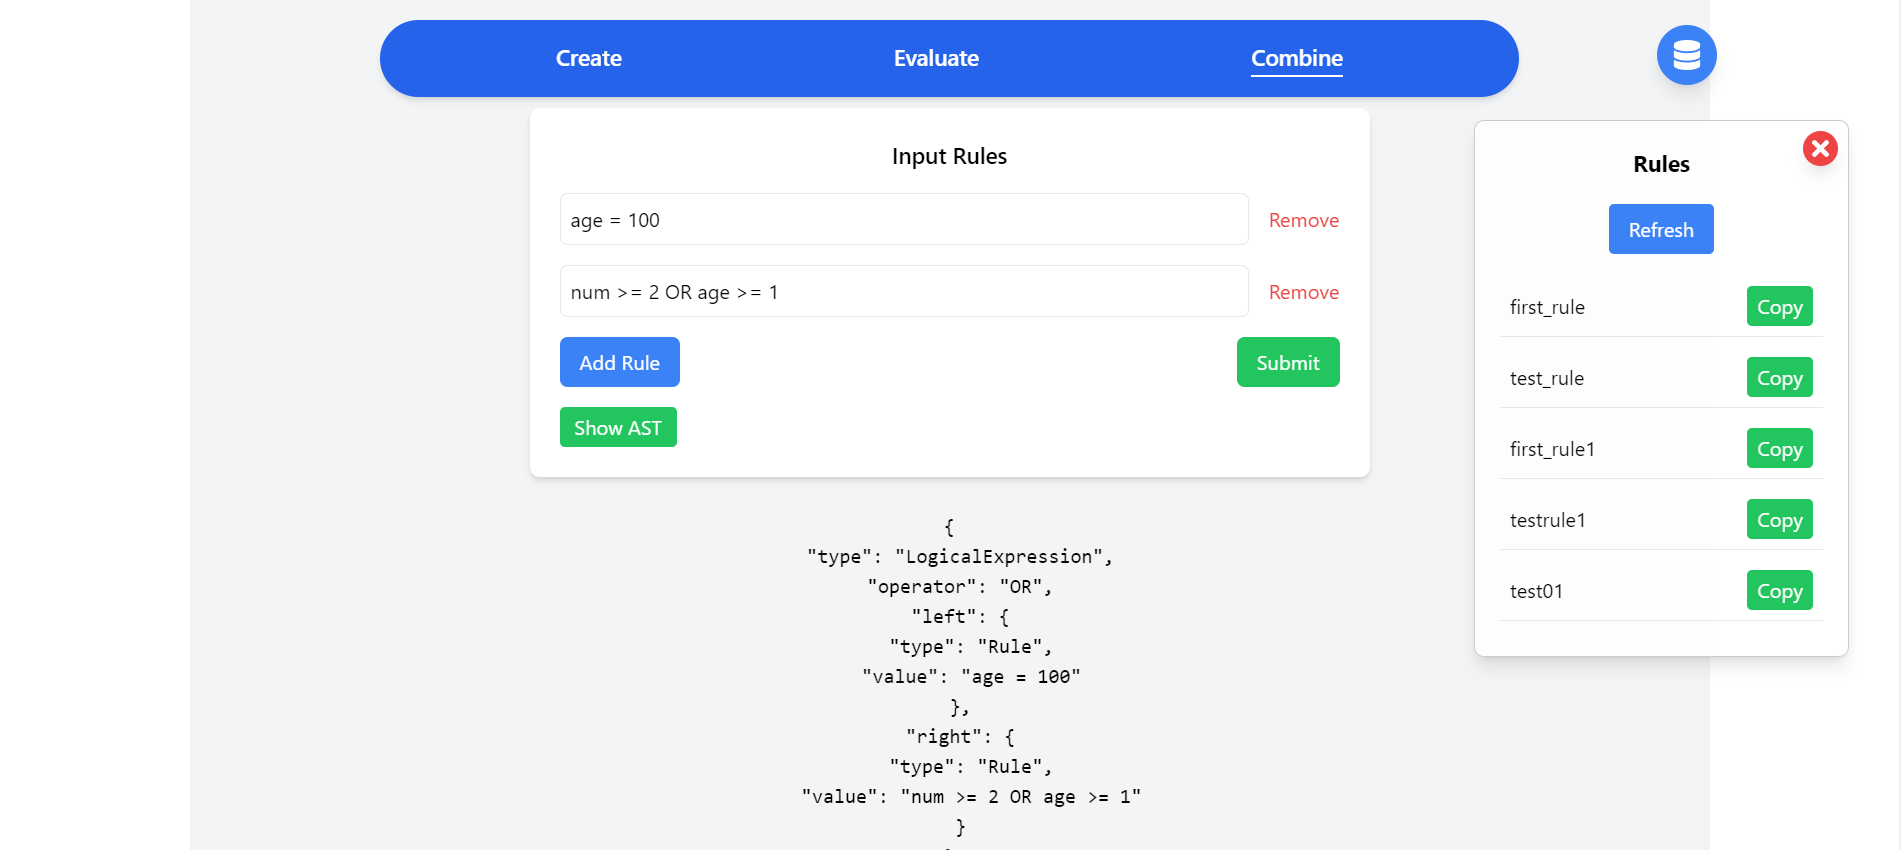 Create
Evaluate
Combine
Input Rules
age = 100
Remove
num >= 2 OR age >= 1
Remove
Add Rule
Submit
Show AST
{
"type": "LogicalExpression",
"operator": "OR",
"left": {
"type": "Rule",
"value": "age = 100"
},
"right": {
"type": "Rule",
"value": "num >= 2 OR age >= 1"
}
Rules
Refresh
first_rule
Copy
test_rule
Copy
first_rule1
Copy
testrule1
Copy
test01
Copy